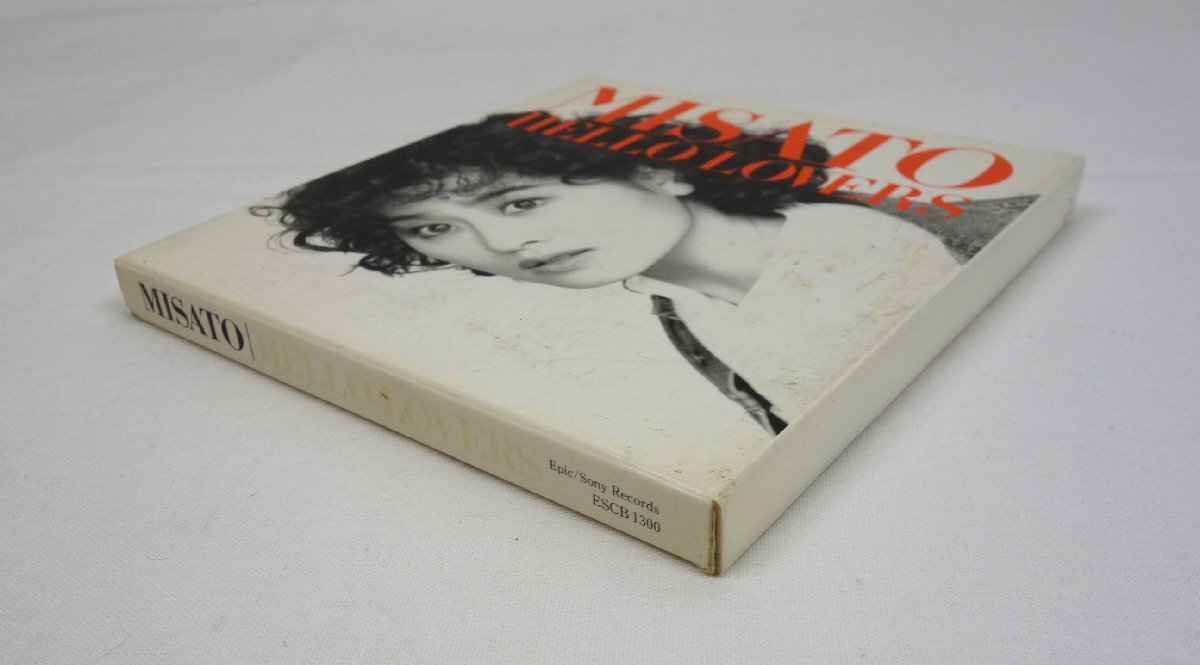 MISATO
HELLO LOVERS
MISATO | HELLO LOVERS
Epic/Sony Records
ESCB 1300